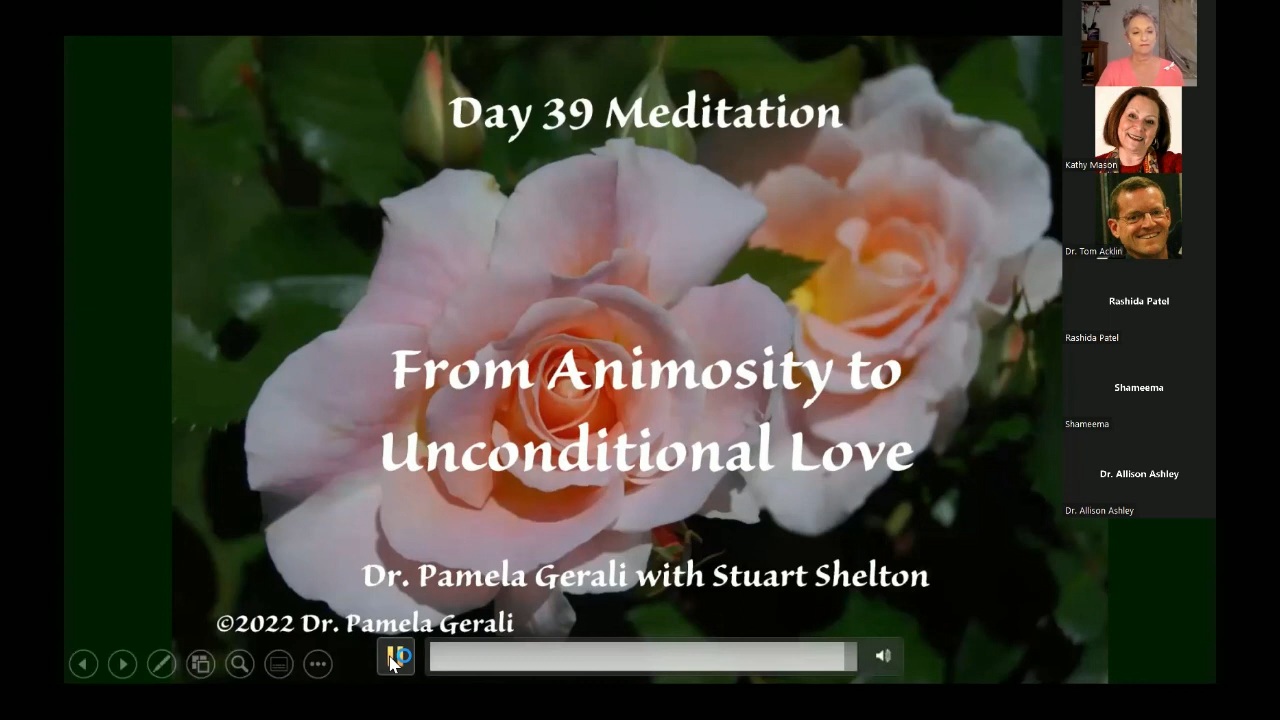 Day 39 Meditation
From Animosity to
Unconditional Love
Dr. Pamela Gerali with Stuart Shelton
©2022 Dr. Pamela Gerali
Kathy Mason
Dr. Tom Acklin
Rashida Patel
Rashida Patel
Shameema
Shameema
Dr. Allison Ashley
Dr. Allison Ashley